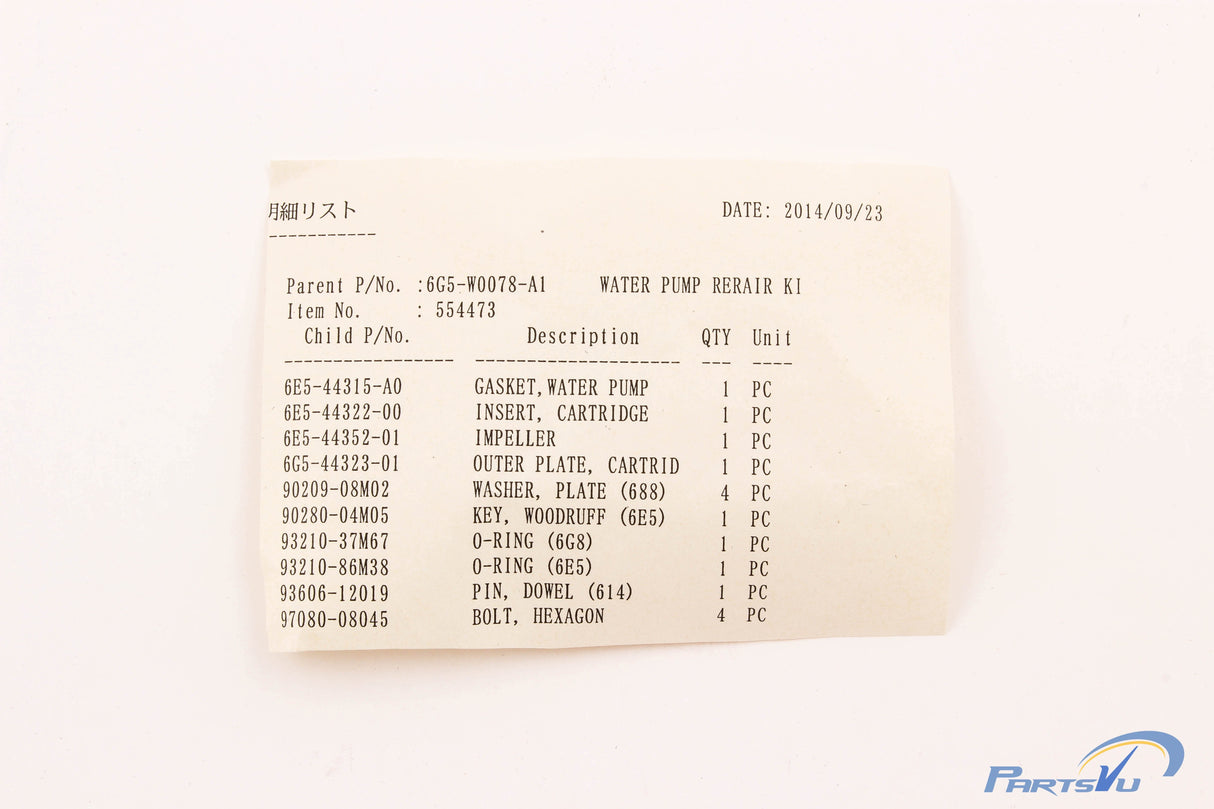 明細リスト
DATE: 2014/09/23
-----------
Parent P/No. :6G5-W0078-A1 WATER PUMP RERAIR KI
Item No. : 554473
Child P/No. Description QTY Unit
----------------- -------------------- --- ----
6E5-44315-A0 GASKET,WATER PUMP 1 PC
6E5-44322-00 INSERT, CARTRIDGE 1 PC
6E5-44352-01 IMPELLER 1 PC
6G5-44323-01 OUTER PLATE, CARTRID 1 PC
90209-08M02 WASHER, PLATE (688) 4 PC
90280-04M05 KEY, WOODRUFF (6E5) 1 PC
93210-37M67 O-RING (6G8) 1 PC
93210-86M38 O-RING (6E5) 1 PC
93606-12019 PIN, DOWEL (614) 1 PC
97080-08045 BOLT, HEXAGON 4 PC
PARTSVU